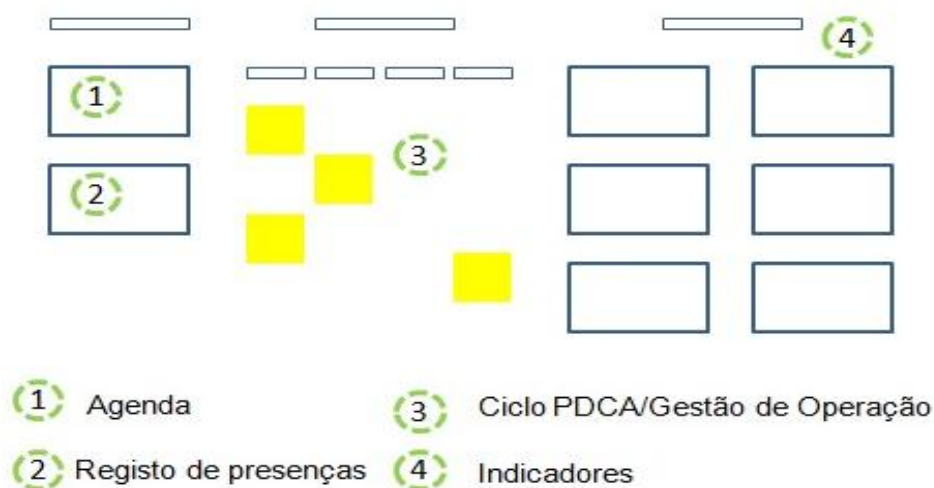 4
1
3
2
1 Agenda
3 Ciclo PDCA/Gestão de Operação
2 Registo de presenças
4 Indicadores